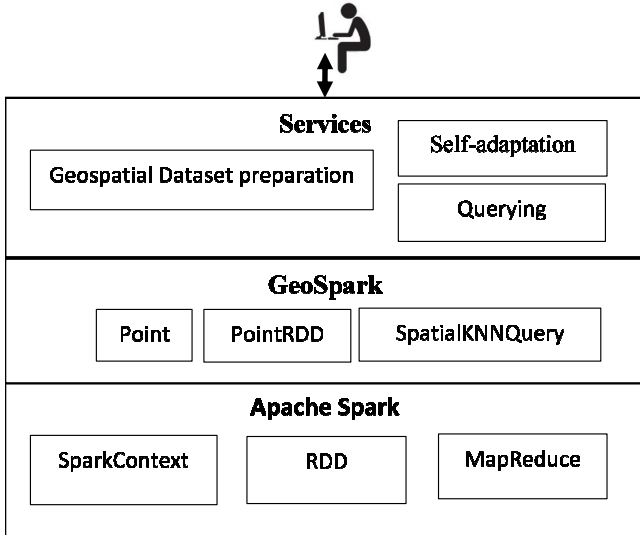 Services
Self-adaptation
Geospatial Dataset preparation
Querying
GeoSpark
Point
PointRDD
SpatialKNNQuery
Apache Spark
SparkContext
RDD
MapReduce